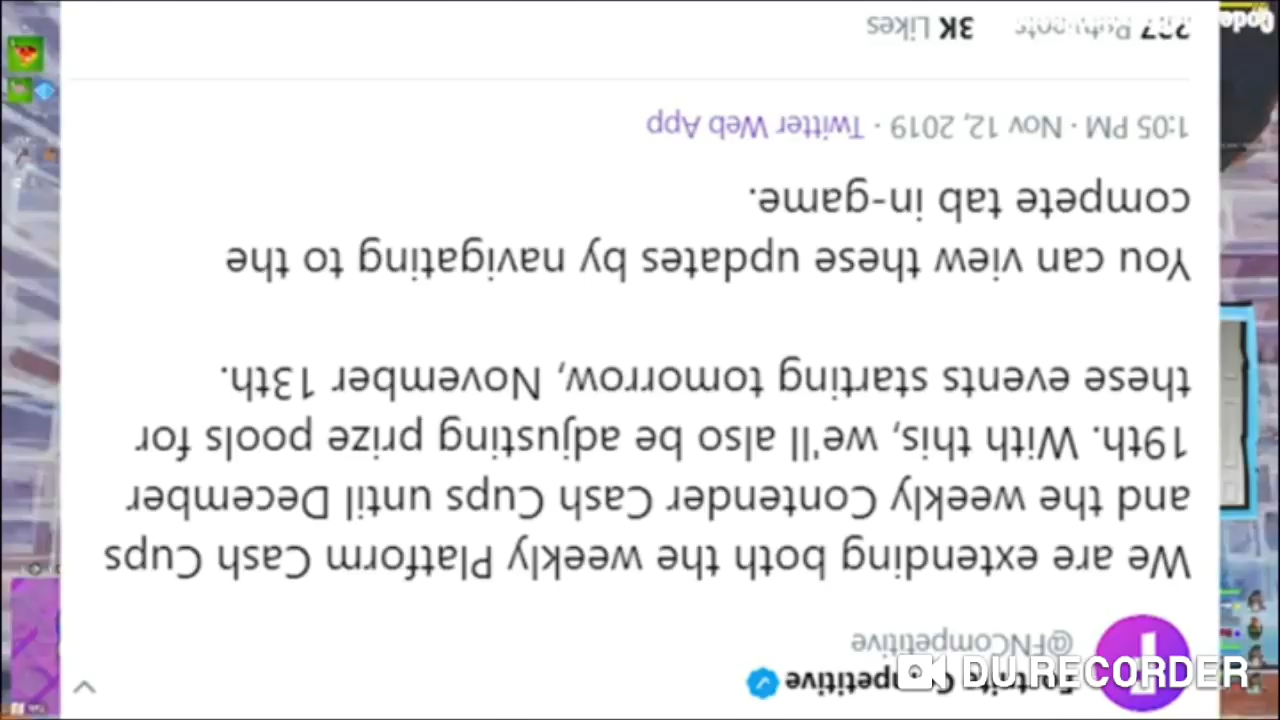 Fortnite Competitive
@FNCompetitive
We are extending both the weekly Platform Cash Cups
and the weekly Contender Cash Cups until December
19th. With this, we'll also be adjusting prize pools for
these events starting tomorrow, November 13th.
You can view these updates by navigating to the
compete tab in-game.
1:05 PM · Nov 12, 2019 · Twitter Web App
Retweets 3K Likes
DU RECORDER
Code